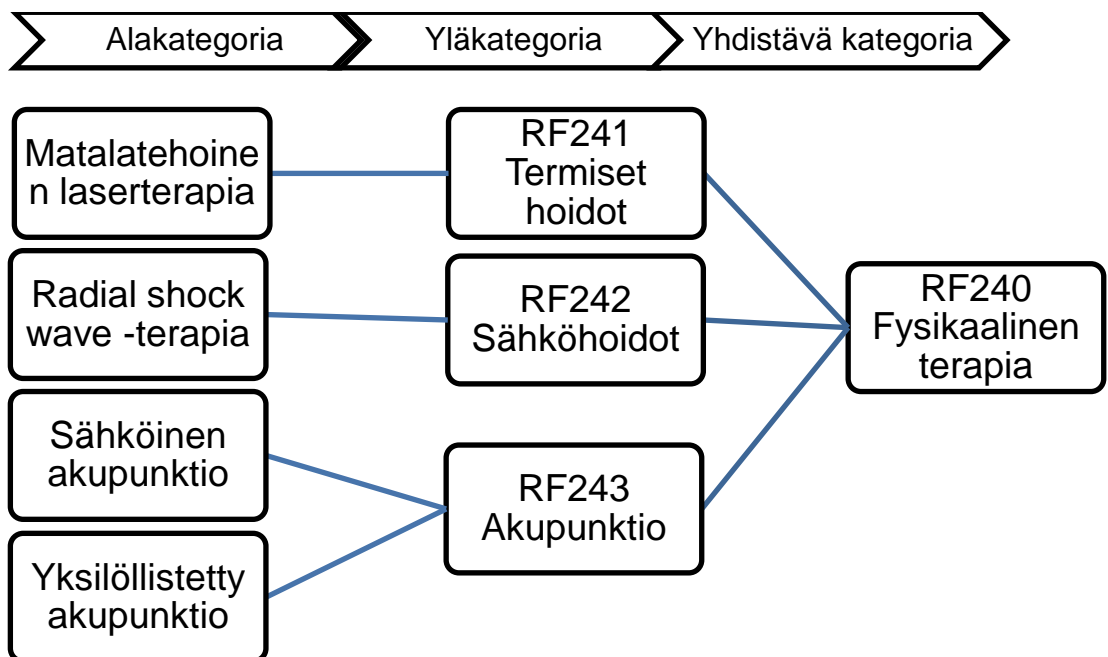 Alakategoria
Yläkategoria
Yhdistävä kategoria
Matalatehoine
n laserterapia
Radial shock
wave -terapia
Sähköinen
akupunktio
Yksilöllistetty
akupunktio
RF241
Termiset
hoidot
RF242
Sähköhoidot
RF243
Akupunktio
RF240
Fysikaalinen
terapia